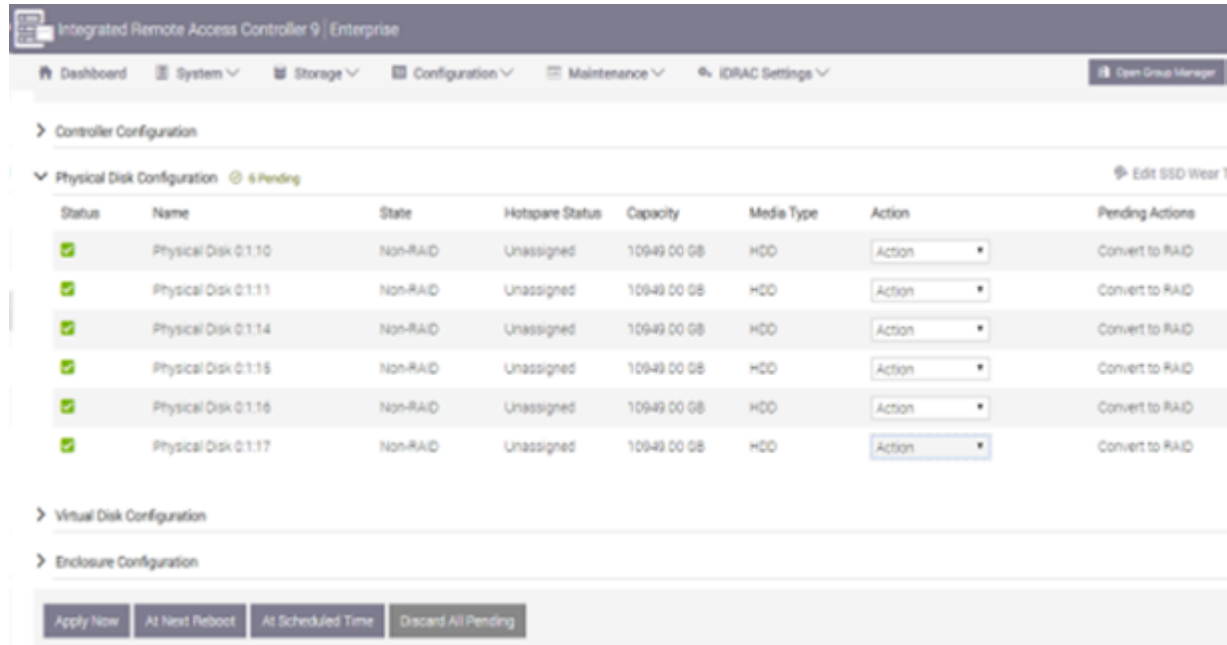 Integrated Remote Access Controller 9 | Enterprise
Dashboard System Storage Configuration Maintenance iDRAC Settings Open Group Manager
Controller Configuration
Physical Disk Configuration 6 Pending Edit SSD Wear T
Status Name State Hotspare Status Capacity Media Type Action Pending Actions
Physical Disk 0:1:10 Non-RAID Unassigned 10949.00 GB HDD Action Convert to RAID
Physical Disk 0:1:11 Non-RAID Unassigned 10949.00 GB HDD Action Convert to RAID
Physical Disk 0:1:14 Non-RAID Unassigned 10949.00 GB HDD Action Convert to RAID
Physical Disk 0:1:15 Non-RAID Unassigned 10949.00 GB HDD Action Convert to RAID
Physical Disk 0:1:16 Non-RAID Unassigned 10949.00 GB HDD Action Convert to RAID
Physical Disk 0:1:17 Non-RAID Unassigned 10949.00 GB HDD Action Convert to RAID
Virtual Disk Configuration
Enclosure Configuration
Apply Now At Next Reboot At Scheduled Time Discard All Pending